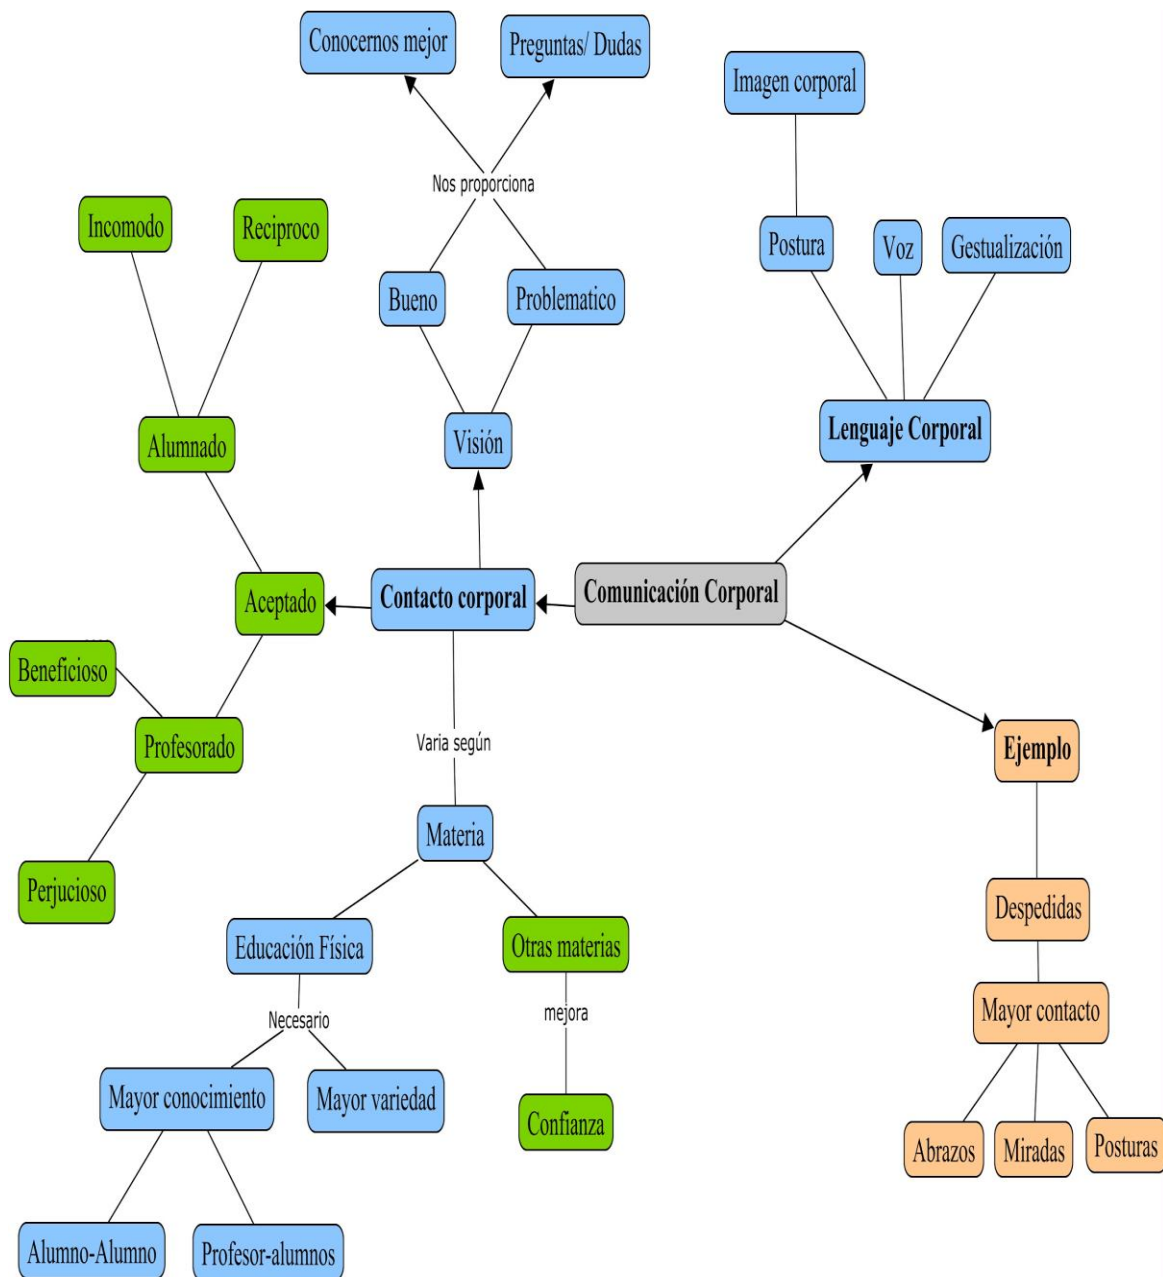 Conocernos mejor
Preguntas/ Dudas
Imagen corporal
Nos proporciona
Incomodo
Reciproco
Postura
Voz
Gestualización
Bueno
Problematico
Alumnado
Visión
Lenguaje Corporal
Aceptado
Contacto corporal
Comunicación Corporal
Beneficioso
Profesorado
Varia según
Ejemplo
Materia
Perjucioso
Despedidas
Educación Física
Otras materias
Mayor contacto
Necesario
mejora
Mayor conocimiento
Mayor variedad
Confianza
Abrazos
Miradas
Posturas
Alumno-Alumno
Profesor-alumnos